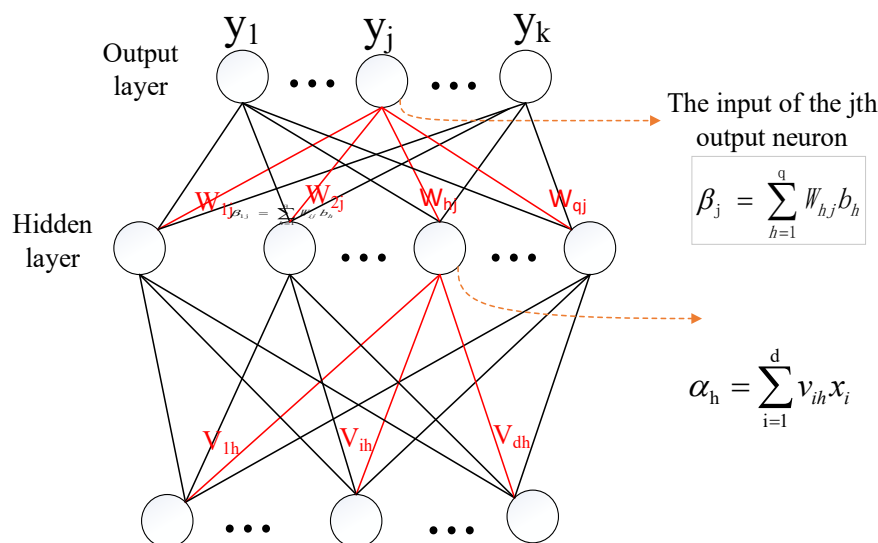 y1 yj yk
Output
layer
The input of the jth
output neuron
βj = ∑_{h=1}^{q} Whj bh
W1j W2j Whj Wqj
Hidden
layer
αh = ∑_{i=1}^{d} vih xi
V1h Vih Vdh